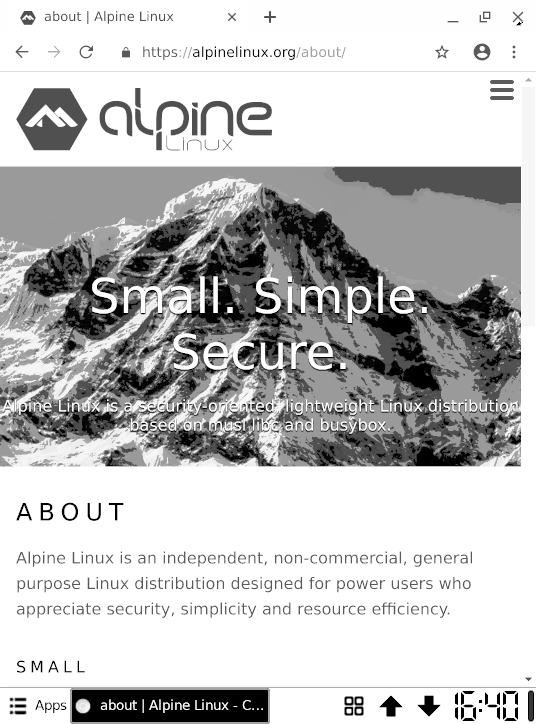 about | Alpine Linux
https://alpinelinux.org/about/
alpine
Linux
Small. Simple.
Secure.
Alpine Linux is a security-oriented, lightweight Linux distribution
based on musl libc and busybox.
ABOUT
Alpine Linux is an independent, non-commercial, general
purpose Linux distribution designed for power users who
appreciate security, simplicity and resource efficiency.
SMALL
Apps
about | Alpine Linux - C...
16:40